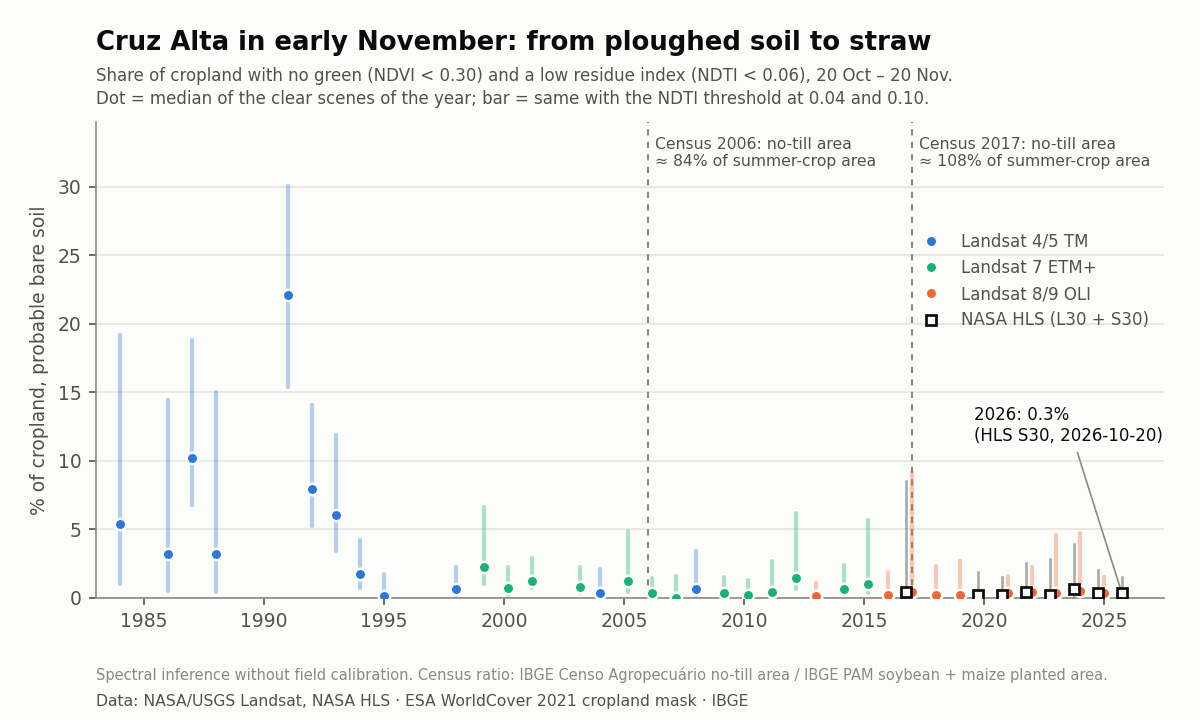 Cruz Alta in early November: from ploughed soil to straw
Share of cropland with no green (NDVI < 0.30) and a low residue index (NDTI < 0.06), 20 Oct – 20 Nov.
Dot = median of the clear scenes of the year; bar = same with the NDTI threshold at 0.04 and 0.10.
Census 2006: no-till area
≈ 84% of summer-crop area
Census 2017: no-till area
≈ 108% of summer-crop area
% of cropland, probable bare soil
30
25
20
15
10
5
0
Landsat 4/5 TM
Landsat 7 ETM+
Landsat 8/9 OLI
NASA HLS (L30 + S30)
2026: 0.3%
(HLS S30, 2026-10-20)
1985 1990 1995 2000 2005 2010 2015 2020 2025
Spectral inference without field calibration. Census ratio: IBGE Censo Agropecuário no-till area / IBGE PAM soybean + maize planted area.
Data: NASA/USGS Landsat, NASA HLS · ESA WorldCover 2021 cropland mask · IBGE